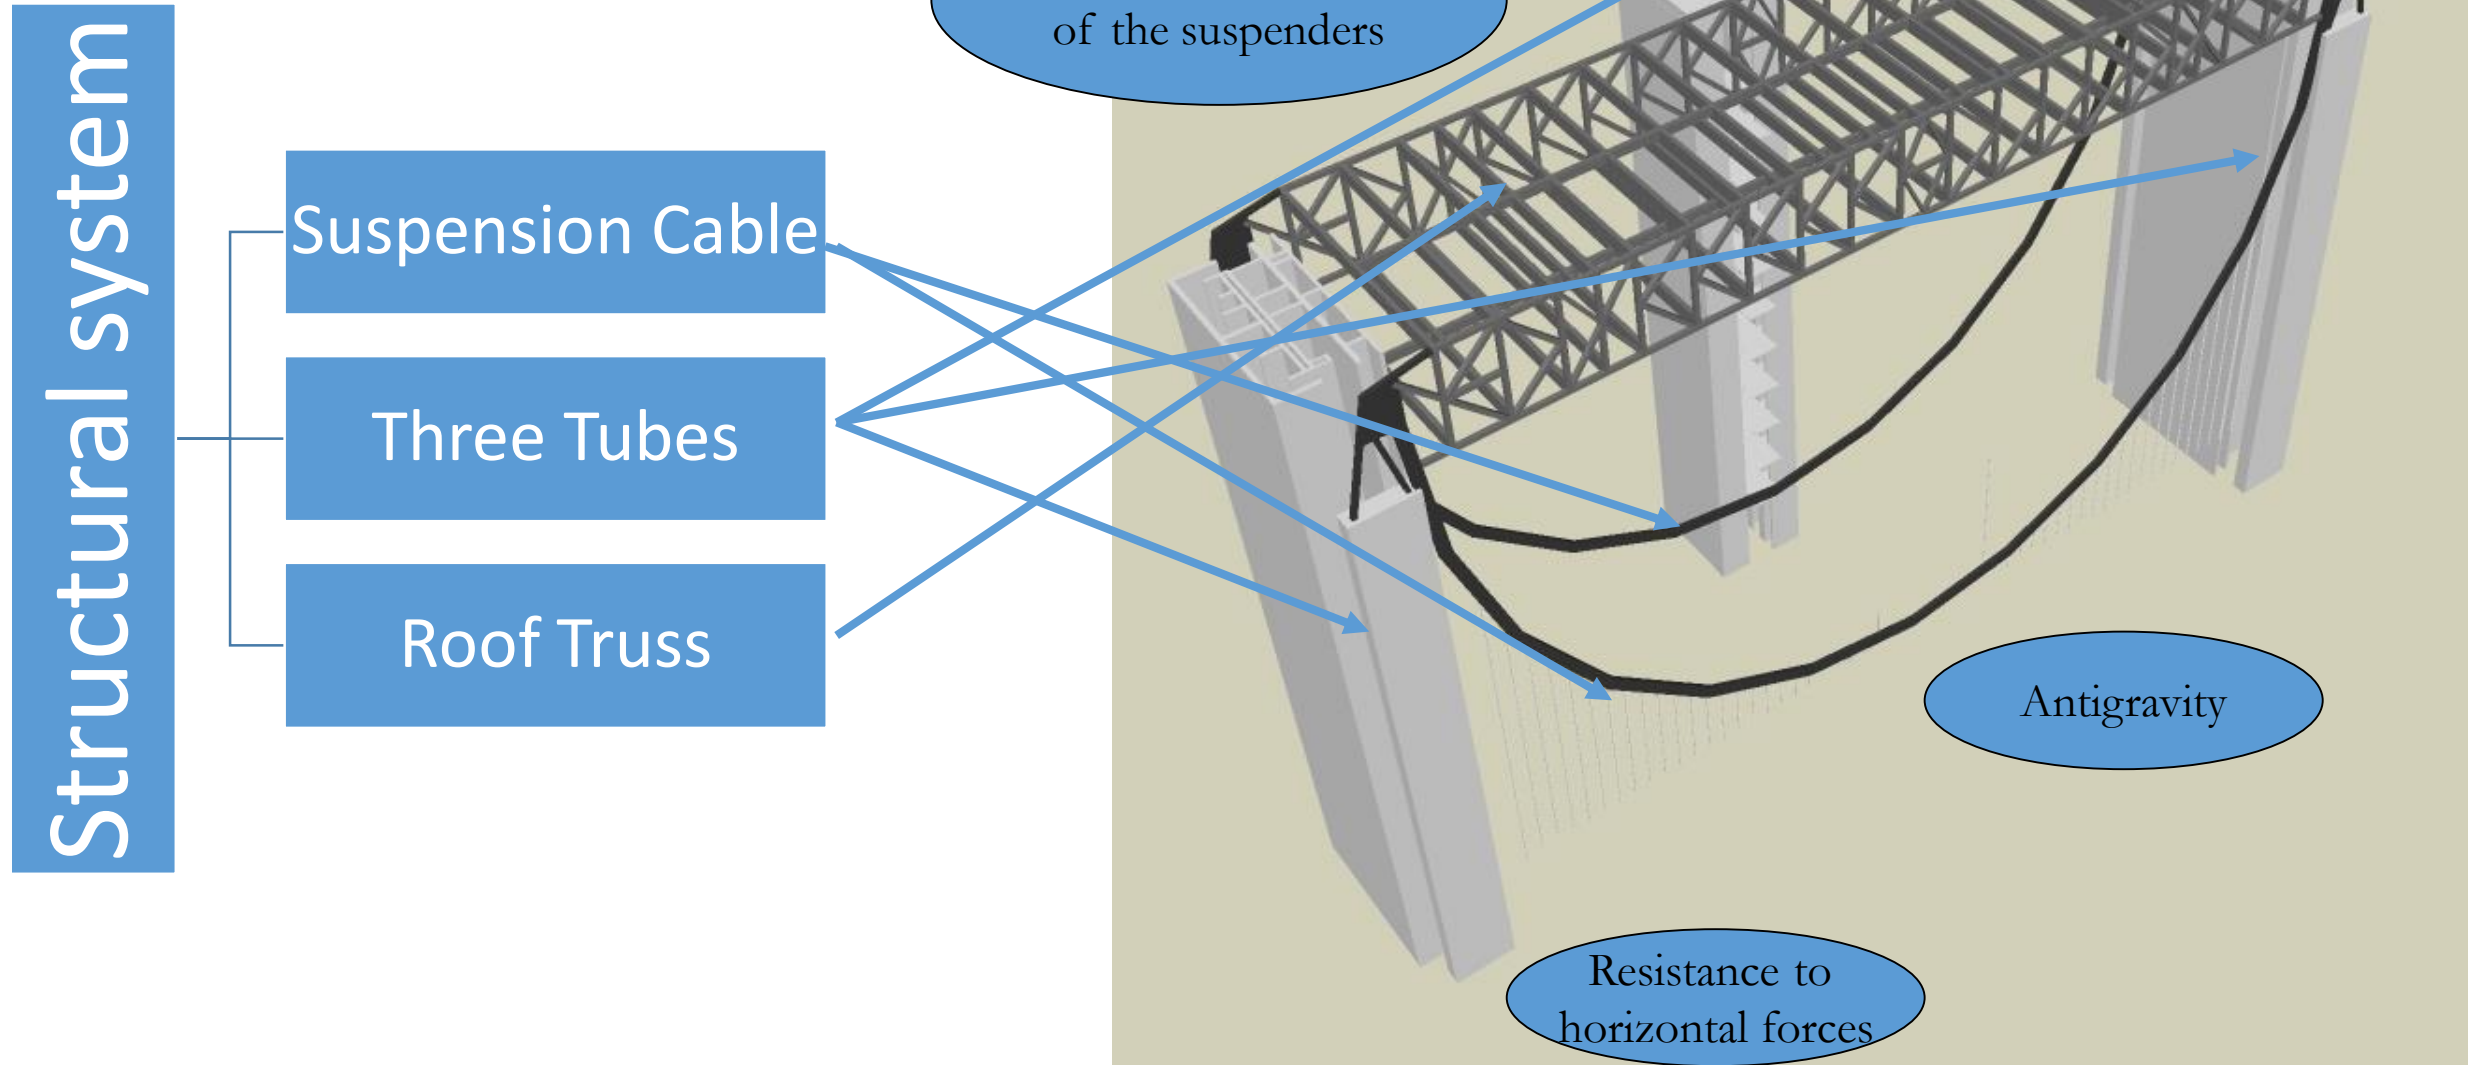 Structural system
Suspension Cable
Three Tubes
Roof Truss
of the suspenders
Antigravity
Resistance to
horizontal forces